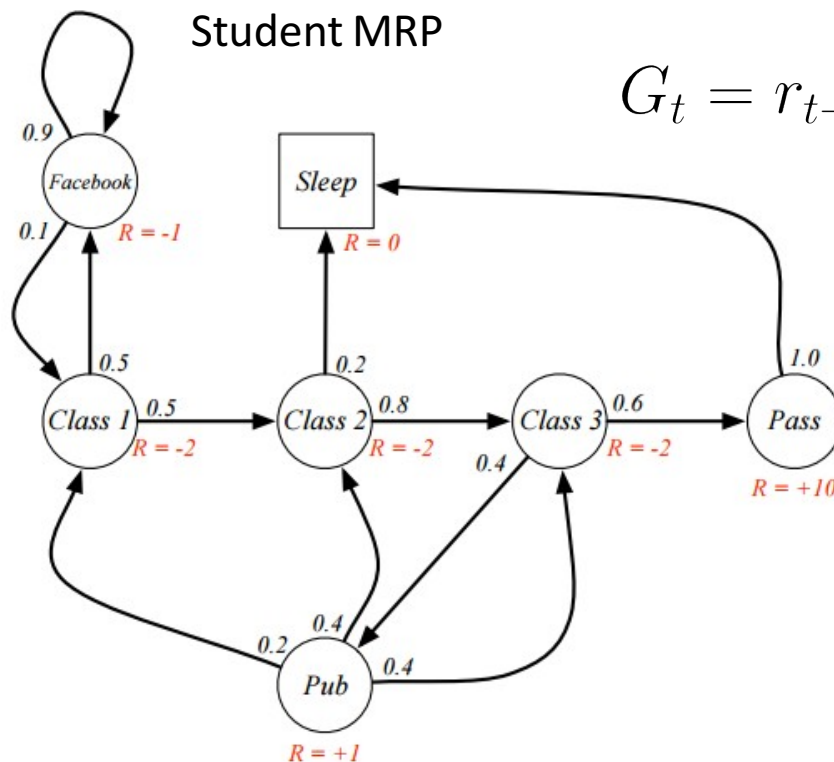 Student MRP
G_t = r_t-
0.9
Facebook
Sleep
0.1
R = -1
R = 0
0.5
0.2
1.0
Class 1
0.5
Class 2
0.8
Class 3
0.6
Pass
R = -2
R = -2
0.4
R = -2
R = +10
0.2
0.4
Pub
0.4
R = +1